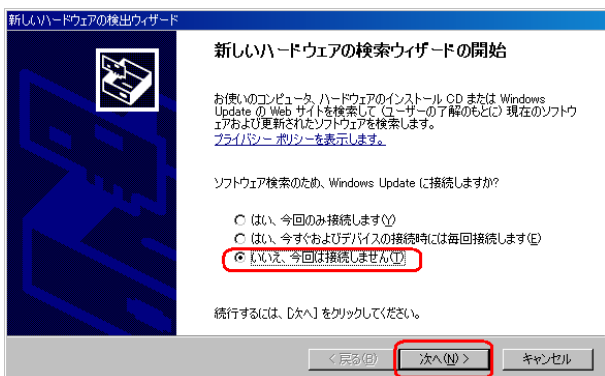 新しいハードウェアの検出ウィザード
新しいハードウェアの検索ウィザードの開始
お使いのコンピュータ、ハードウェアのインストール CD または Windows
Update の Web サイトを検索して (ユーザーの了解のもとに) 現在のソフトウ
ェアおよび更新されたソフトウェアを検索します。
プライバシー ポリシーを表示します。
ソフトウェア検索のため、Windows Update に接続しますか?
はい、今回のみ接続します(Y)
はい、今すぐおよびデバイスの接続時には毎回接続します(E)
いいえ、今回は接続しません(T)
続行するには、[次へ] をクリックしてください。
< 戻る(B) 次へ(N) > キャンセル